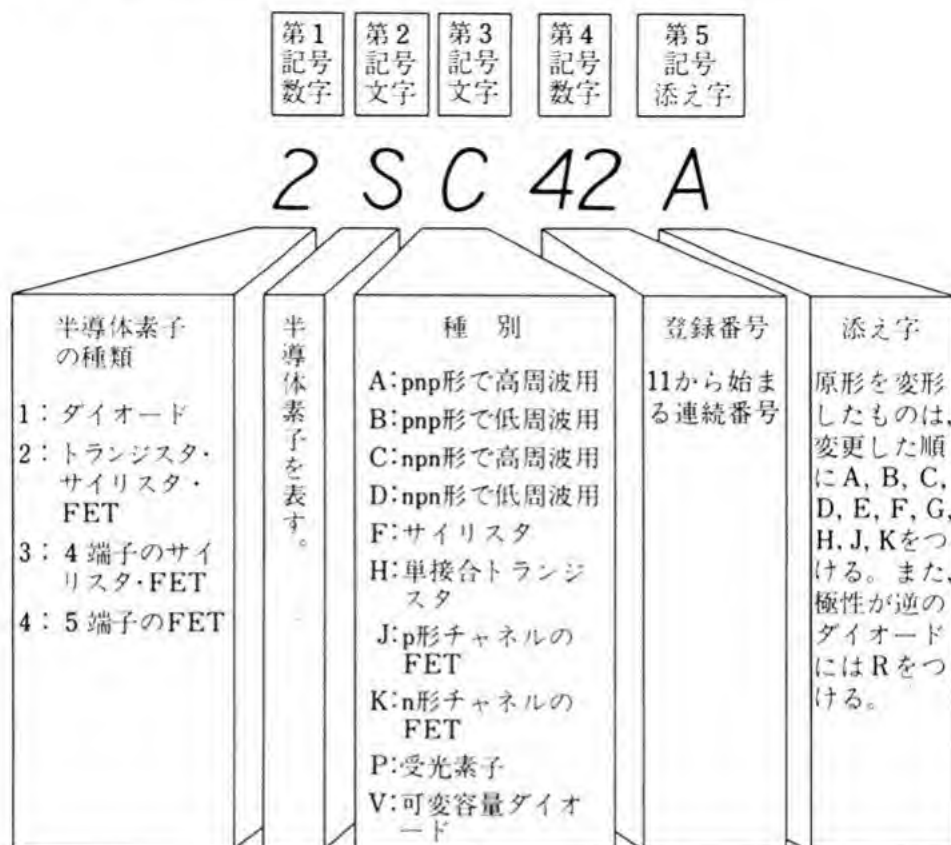 第1
記号
数字
第2
記号
文字
第3
記号
文字
第4
記号
数字
第5
記号
添え字
2 S C 42 A
半導体素子
の種類
1：ダイオード
2：トランジスタ・
サイリスタ・
FET
3：4端子のサイ
リスタ・FET
4：5端子のFET
半導体素子を表す。
種 別
A：pnp形で高周波用
B：pnp形で低周波用
C：npn形で高周波用
D：npn形で低周波用
F：サイリスタ
H：単接合トランジ
スタ
J：p形チャネルの
FET
K：n形チャネルの
FET
P：受光素子
V：可変容量ダイオ
ード
登録番号
11から始ま
る連続番号
添え字
原形を変形
したものは、
変更した順
にA, B, C,
D, E, F, G,
H, J, Kをつ
ける。また、
極性が逆の
ダイオード
にはRをつ
ける。